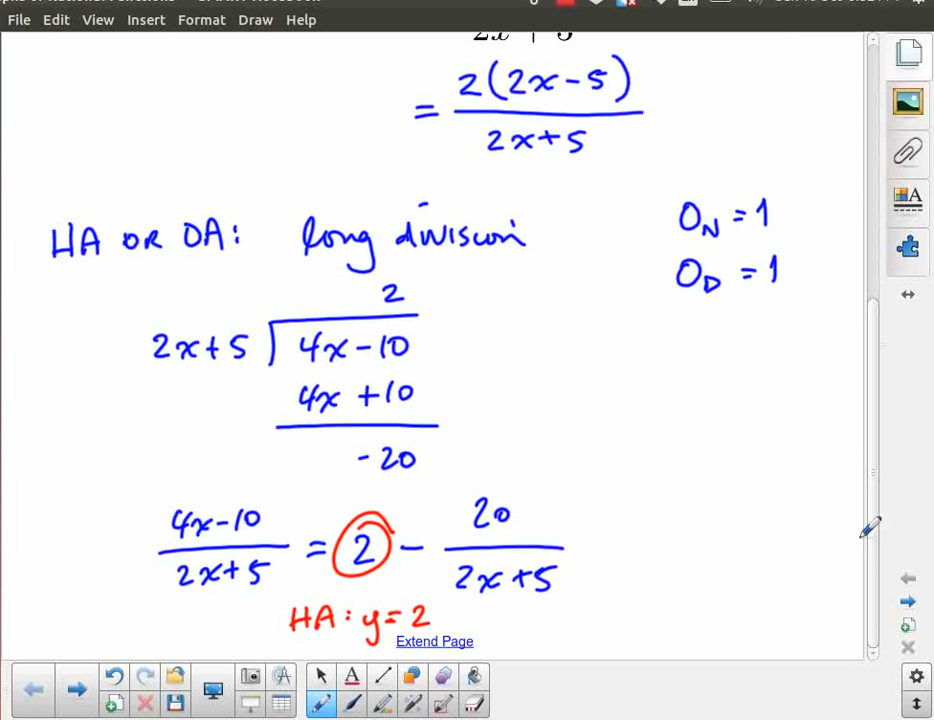 File Edit View Insert Format Draw Help
= 2(2x-5)
2x+5
HA OR OA: long division
O_N = 1
O_D = 1
2
2x+5 ) 4x-10
4x +10
-20
4x-10 = 2 - 20
2x+5 2x+5
HA: y=2
Extend Page